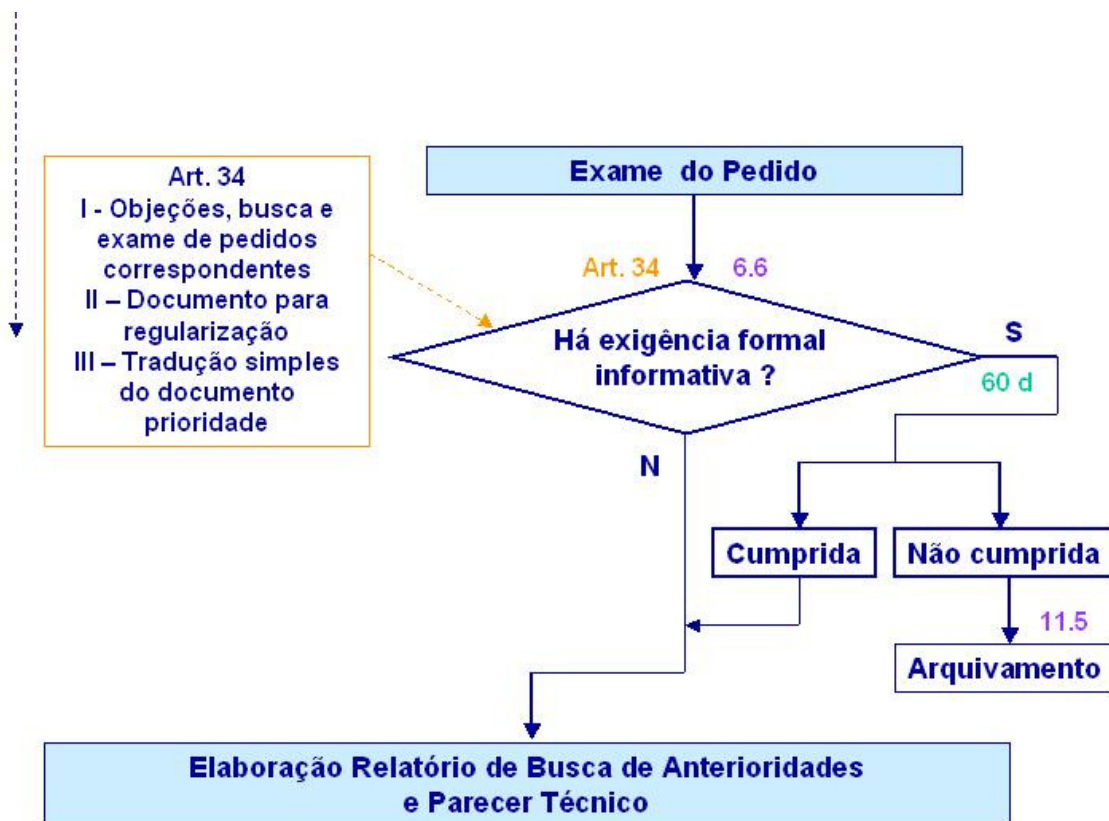 Exame do Pedido
Art. 34
I - Objeções, busca e
exame de pedidos
correspondentes
II – Documento para
regularização
III – Tradução simples
do documento
prioridade
Art. 34
6.6
Há exigência formal
informativa ?
S
60 d
N
Cumprida
Não cumprida
11.5
Arquivamento
Elaboração Relatório de Busca de Anterioridades
e Parecer Técnico